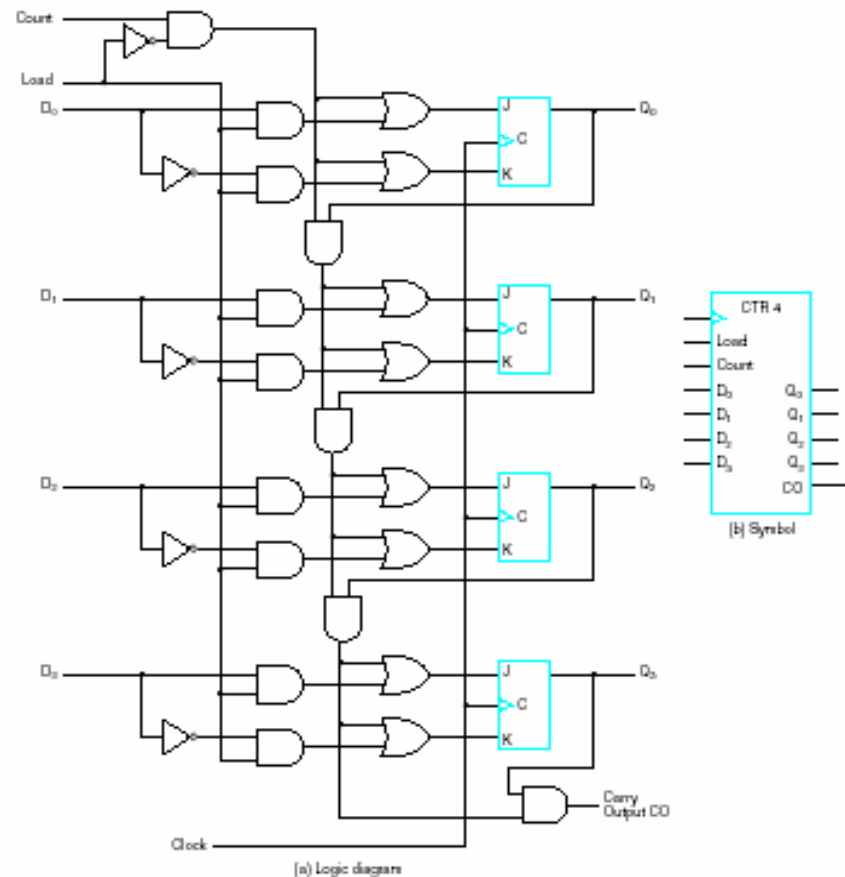 Count
Load
D₀
J
C
K
Q₀
D₁
J
C
K
Q₁
D₂
J
C
K
Q₂
D₃
J
C
K
Q₃
Carry
Output CO
Clock
(a) Logic diagram
CTR 4
Load
Count
D₀ Q₀
D₁ Q₁
D₂ Q₂
D₃ Q₃
CO
(b) Symbol